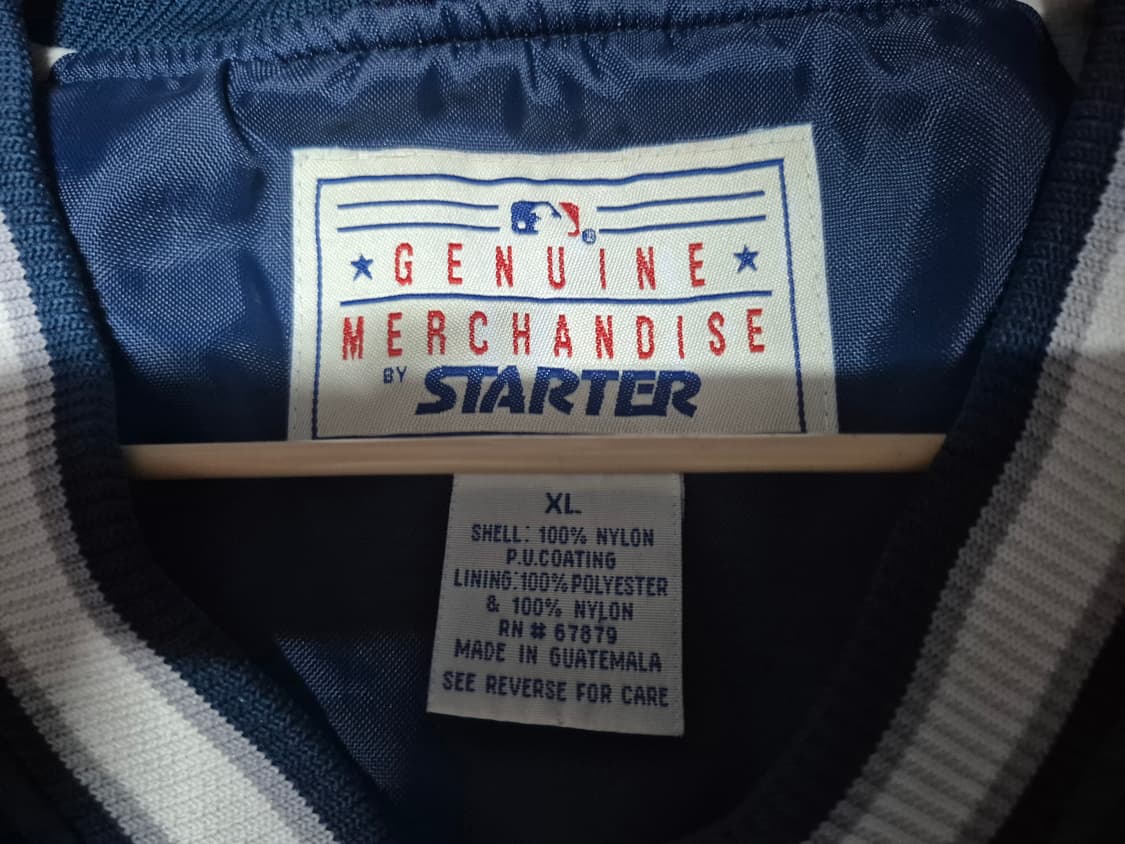 GENUINE
MERCHANDISE
BY STARTER
XL
SHELL: 100% NYLON
P.U.COATING
LINING:100%POLYESTER
& 100% NYLON
RN # 67879
MADE IN GUATEMALA
SEE REVERSE FOR CARE